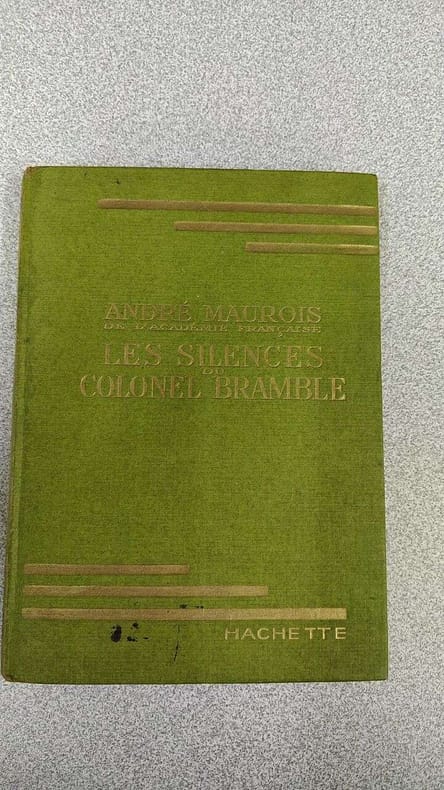 ANDRÉ MAUROIS
DE L'ACADÉMIE FRANÇAISE
LES SILENCES
DU
COLONEL BRAMBLE
HACHETTE